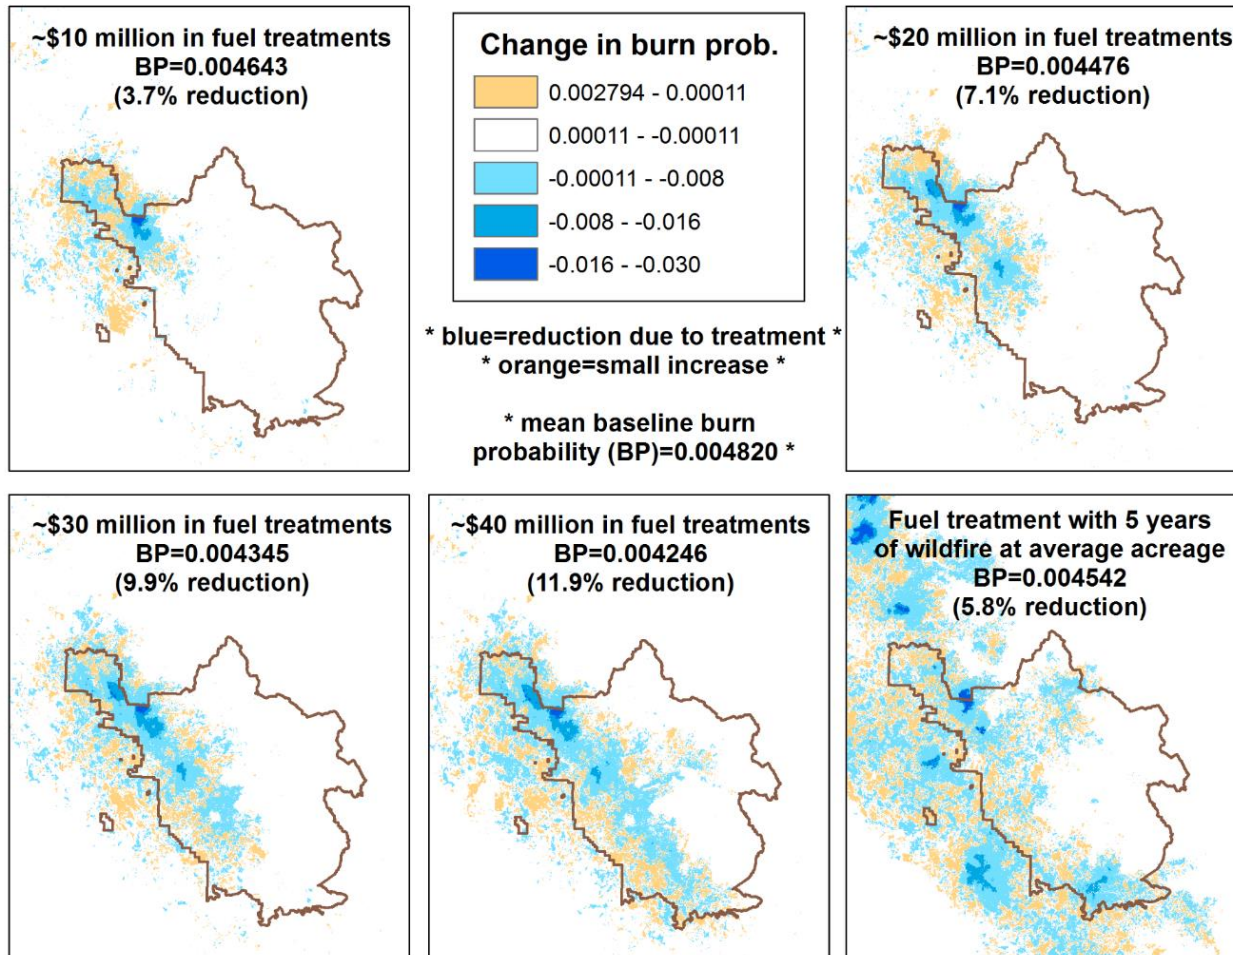 ~$10 million in fuel treatments
BP=0.004643
(3.7% reduction)
Change in burn prob.
0.002794 - 0.00011
0.00011 - -0.00011
-0.00011 - -0.008
-0.008 - -0.016
-0.016 - -0.030
* blue=reduction due to treatment *
* orange=small increase *
* mean baseline burn
probability (BP)=0.004820 *
~$20 million in fuel treatments
BP=0.004476
(7.1% reduction)
~$30 million in fuel treatments
BP=0.004345
(9.9% reduction)
~$40 million in fuel treatments
BP=0.004246
(11.9% reduction)
Fuel treatment with 5 years
of wildfire at average acreage
BP=0.004542
(5.8% reduction)